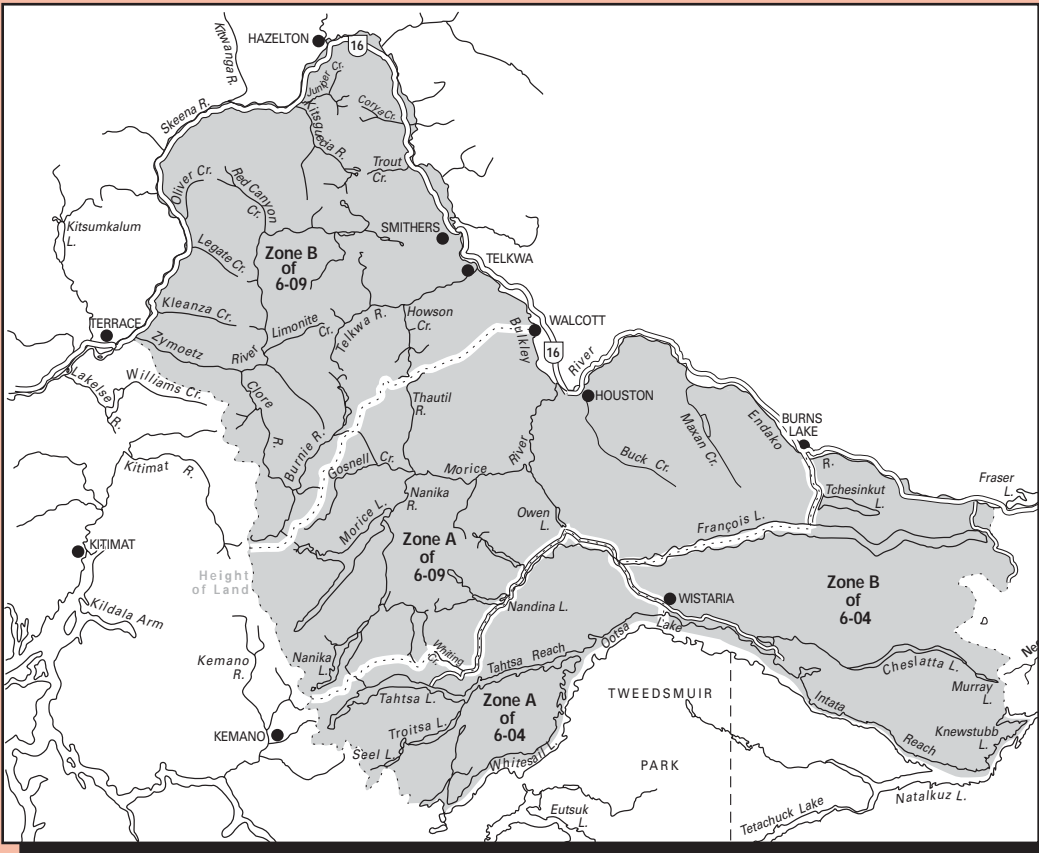 HAZELTON
16
Kitwanga R.
Juniper Cr.
Skeena R.
Kitsguecla R.
Corya Cr.
Trout
Cr.
Oliver Cr.
Red Canyon
Cr.
Kitsumkalum
L.
SMITHERS
Legate Cr.
Zone B
of
6-09
TELKWA
Kleanza Cr.
Limonite
Cr.
Telkwa R.
Howson
Cr.
Bulkley
WALCOTT
TERRACE
Zymoetz
River
16
River
Lakelse
R.
Williams Cr.
Clore
R.
Thautil
R.
HOUSTON
Burnie R.
Maxan Cr.
Endako
R.
BURNS
LAKE
River
Buck Cr.
Gosnell Cr.
Morice
Kitimat R.
Nanika
R.
Tchesinkut
L.
Fraser
L.
Morice L.
Owen
L.
François L.
KITIMAT
Zone A
of
6-09
Height
of Land
Zone B
of
6-04
Kildala Arm
Nandina L.
WISTARIA
Ootsa
Lake
Whiting
Cr.
Kemano
R.
Nanika
L.
Tahtsa Reach
Cheslatta L.
Tahtsa L.
TWEEDSMUIR
Murray
L.
Zone A
of
6-04
Intata
Reach
Troitsa L.
KEMANO
Knewstubb
L.
Seel L.
Whitesail L.
PARK
Natalkuz L.
Eutsuk
L.
Tetachuck Lake